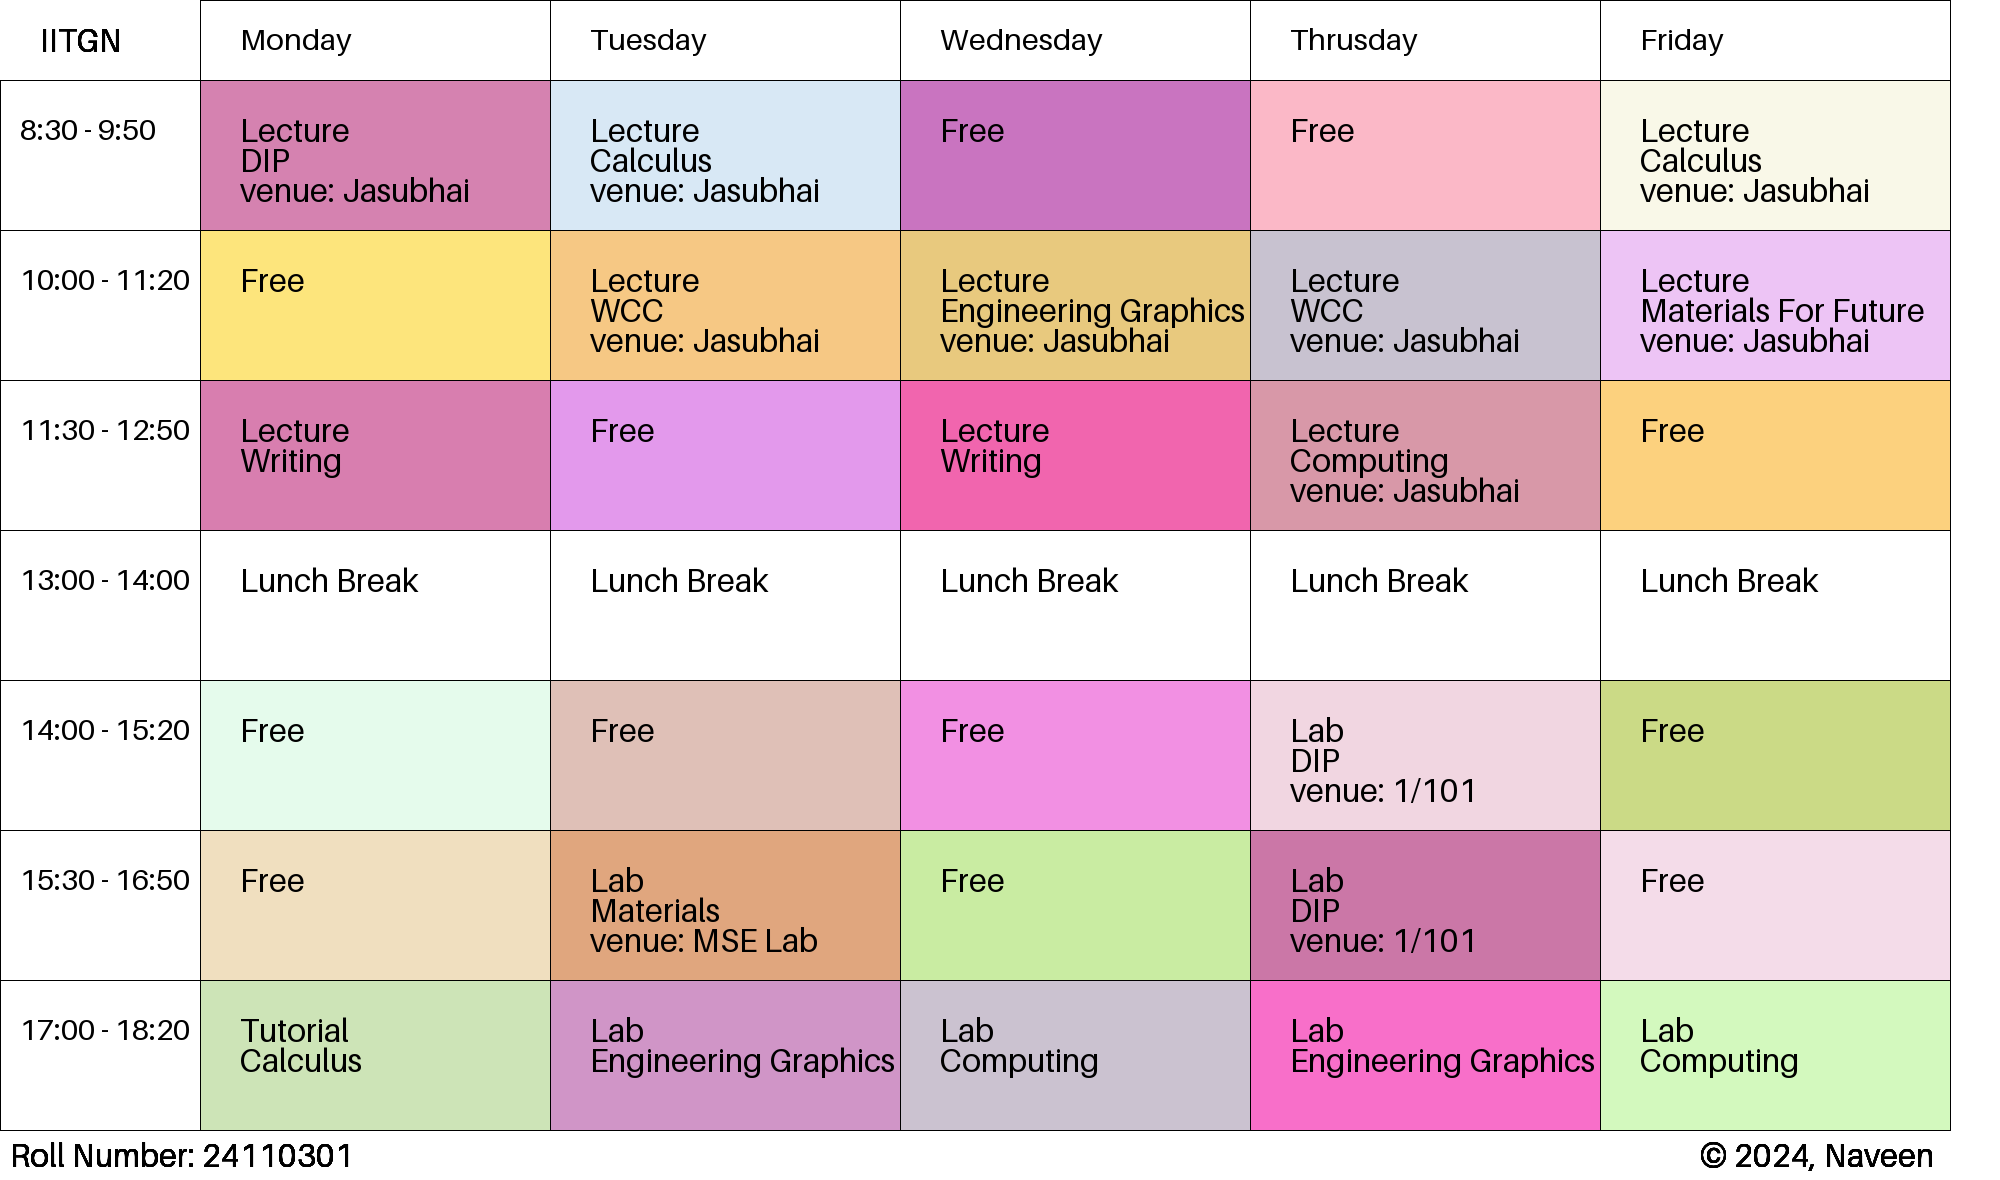 IITGN
Monday
Tuesday
Wednesday
Thrusday
Friday
8:30 - 9:50
Lecture
DIP
venue: Jasubhai
Lecture
Calculus
venue: Jasubhai
Free
Free
Lecture
Calculus
venue: Jasubhai
10:00 - 11:20
Free
Lecture
WCC
venue: Jasubhai
Lecture
Engineering Graphics
venue: Jasubhai
Lecture
WCC
venue: Jasubhai
Lecture
Materials For Future
venue: Jasubhai
11:30 - 12:50
Lecture
Writing
Free
Lecture
Writing
Lecture
Computing
venue: Jasubhai
Free
13:00 - 14:00
Lunch Break
Lunch Break
Lunch Break
Lunch Break
Lunch Break
14:00 - 15:20
Free
Free
Free
Lab
DIP
venue: 1/101
Free
15:30 - 16:50
Free
Lab
Materials
venue: MSE Lab
Free
Lab
DIP
venue: 1/101
Free
17:00 - 18:20
Tutorial
Calculus
Lab
Engineering Graphics
Lab
Computing
Lab
Engineering Graphics
Lab
Computing
Roll Number: 24110301
© 2024, Naveen